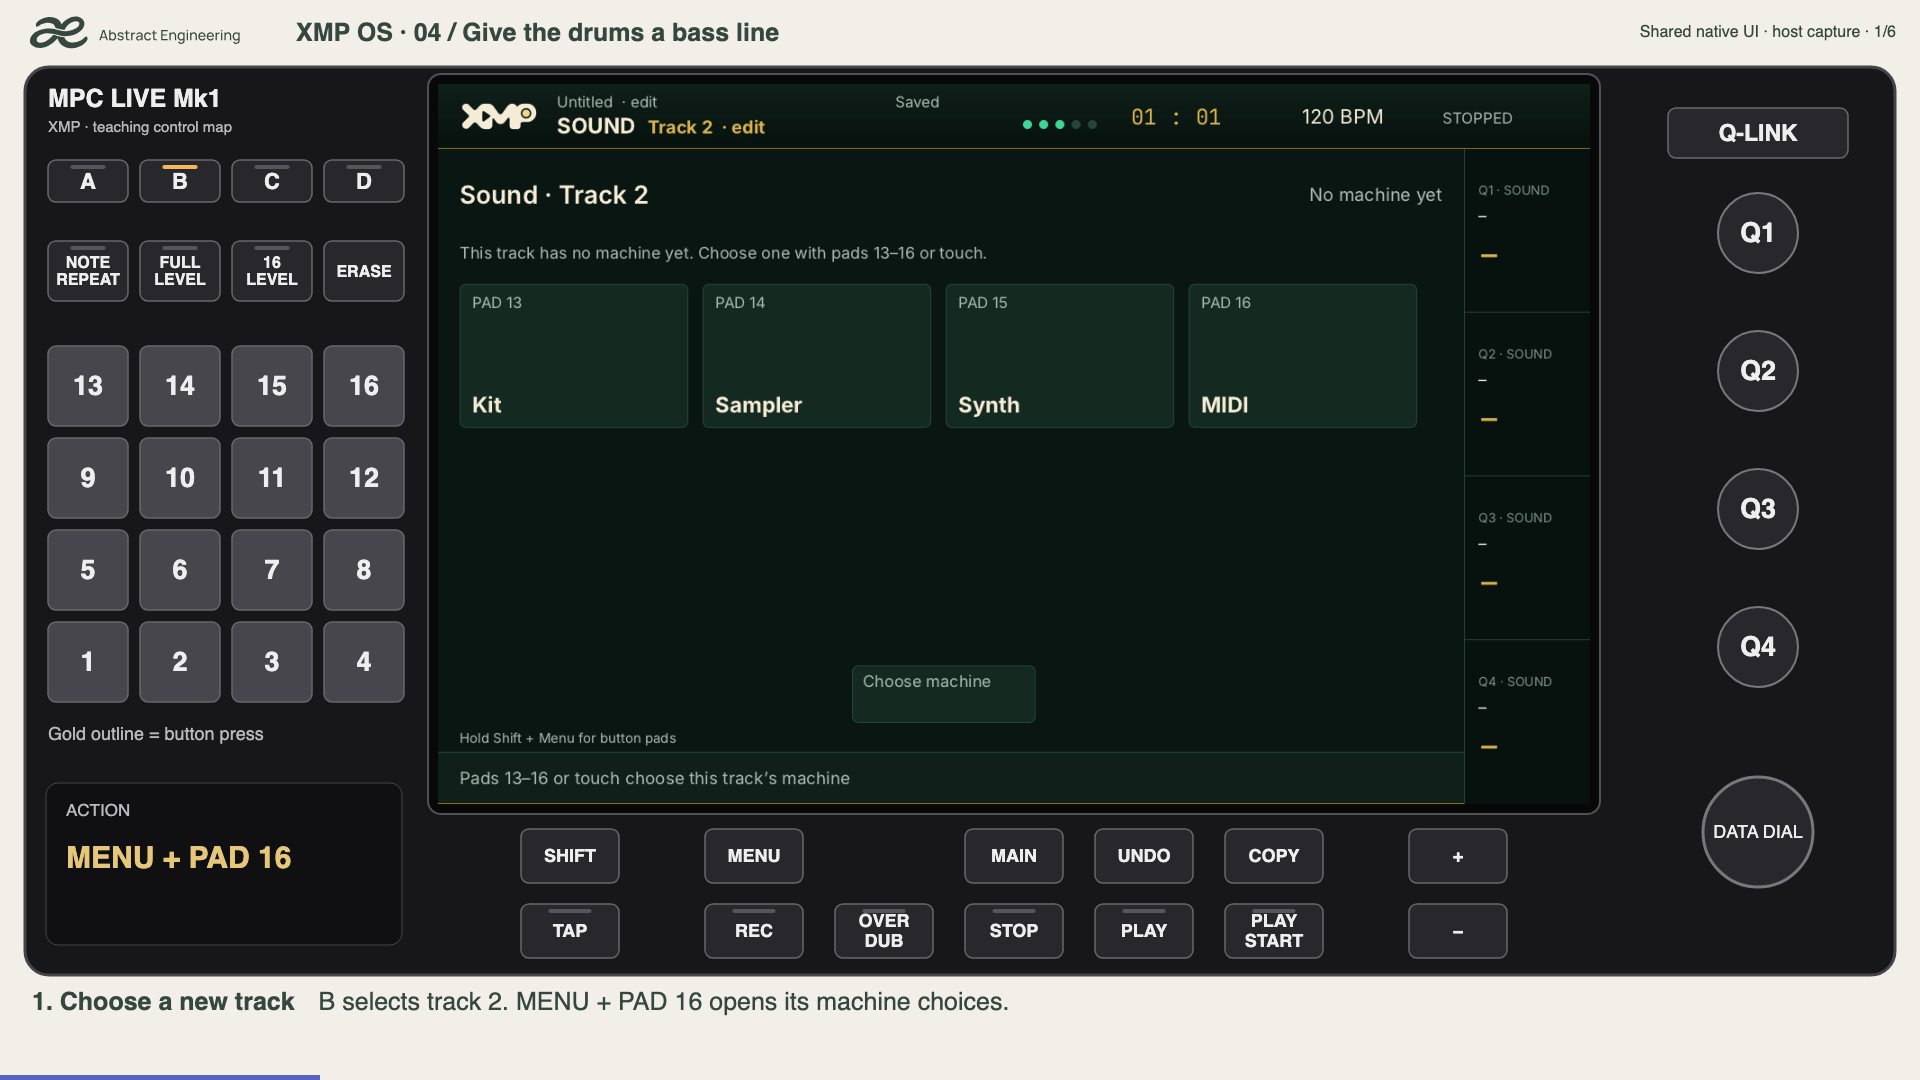 Abstract Engineering
XMP OS · 04 / Give the drums a bass line
Shared native UI · host capture · 1/6
MPC LIVE Mk1
XMP · teaching control map
A
B
C
D
NOTE REPEAT
FULL LEVEL
16 LEVEL
ERASE
13
14
15
16
9
10
11
12
5
6
7
8
1
2
3
4
Gold outline = button press
ACTION
MENU + PAD 16
XMP
Untitled · edit
Saved
SOUND Track 2 · edit
01 : 01
120 BPM
STOPPED
Sound · Track 2
No machine yet
This track has no machine yet. Choose one with pads 13–16 or touch.
PAD 13
Kit
PAD 14
Sampler
PAD 15
Synth
PAD 16
MIDI
Choose machine
Hold Shift + Menu for button pads
Pads 13–16 or touch choose this track’s machine
Q1 · SOUND
–
–
Q2 · SOUND
–
–
Q3 · SOUND
–
–
Q4 · SOUND
–
–
Q-LINK
Q1
Q2
Q3
Q4
DATA DIAL
SHIFT
MENU
MAIN
UNDO
COPY
+
TAP
REC
OVER DUB
STOP
PLAY
PLAY START
–
1. Choose a new track B selects track 2. MENU + PAD 16 opens its machine choices.